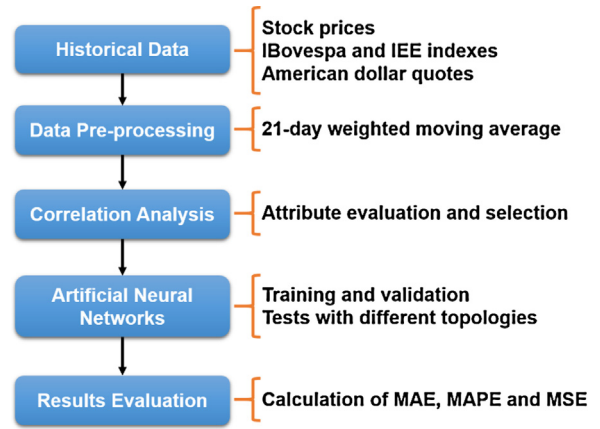 Historical Data
Stock prices
IBovespa and IEE indexes
American dollar quotes
Data Pre-processing
21-day weighted moving average
Correlation Analysis
Attribute evaluation and selection
Artificial Neural
Networks
Training and validation
Tests with different topologies
Results Evaluation
Calculation of MAE, MAPE and MSE